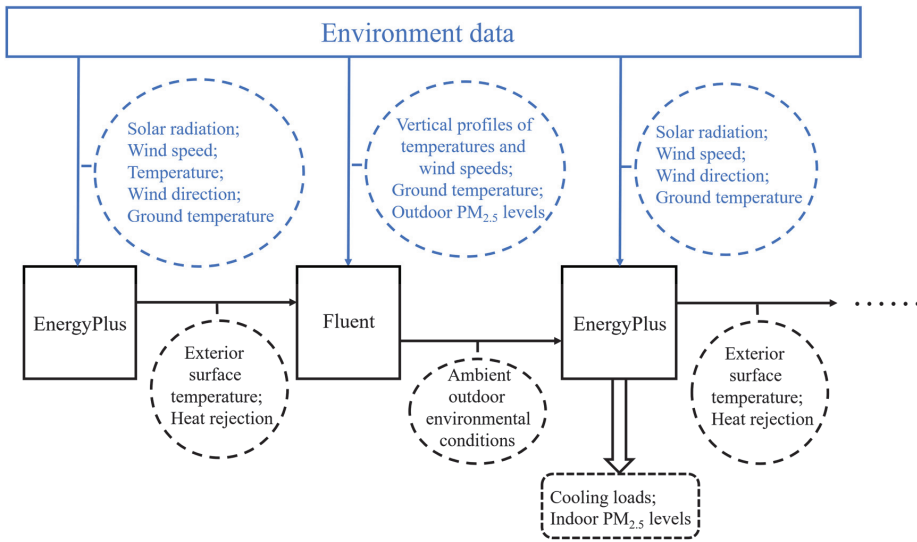 Environment data
Solar radiation;
Wind speed;
Temperature;
Wind direction;
Ground temperature
Vertical profiles of
temperatures and
wind speeds;
Ground temperature;
Outdoor PM2.5 levels
Solar radiation;
Wind speed;
Wind direction;
Ground temperature
EnergyPlus
Fluent
EnergyPlus
Exterior
surface
temperature;
Heat rejection
Ambient
outdoor
environmental
conditions
Exterior
surface
temperature;
Heat rejection
Cooling loads;
Indoor PM2.5 levels